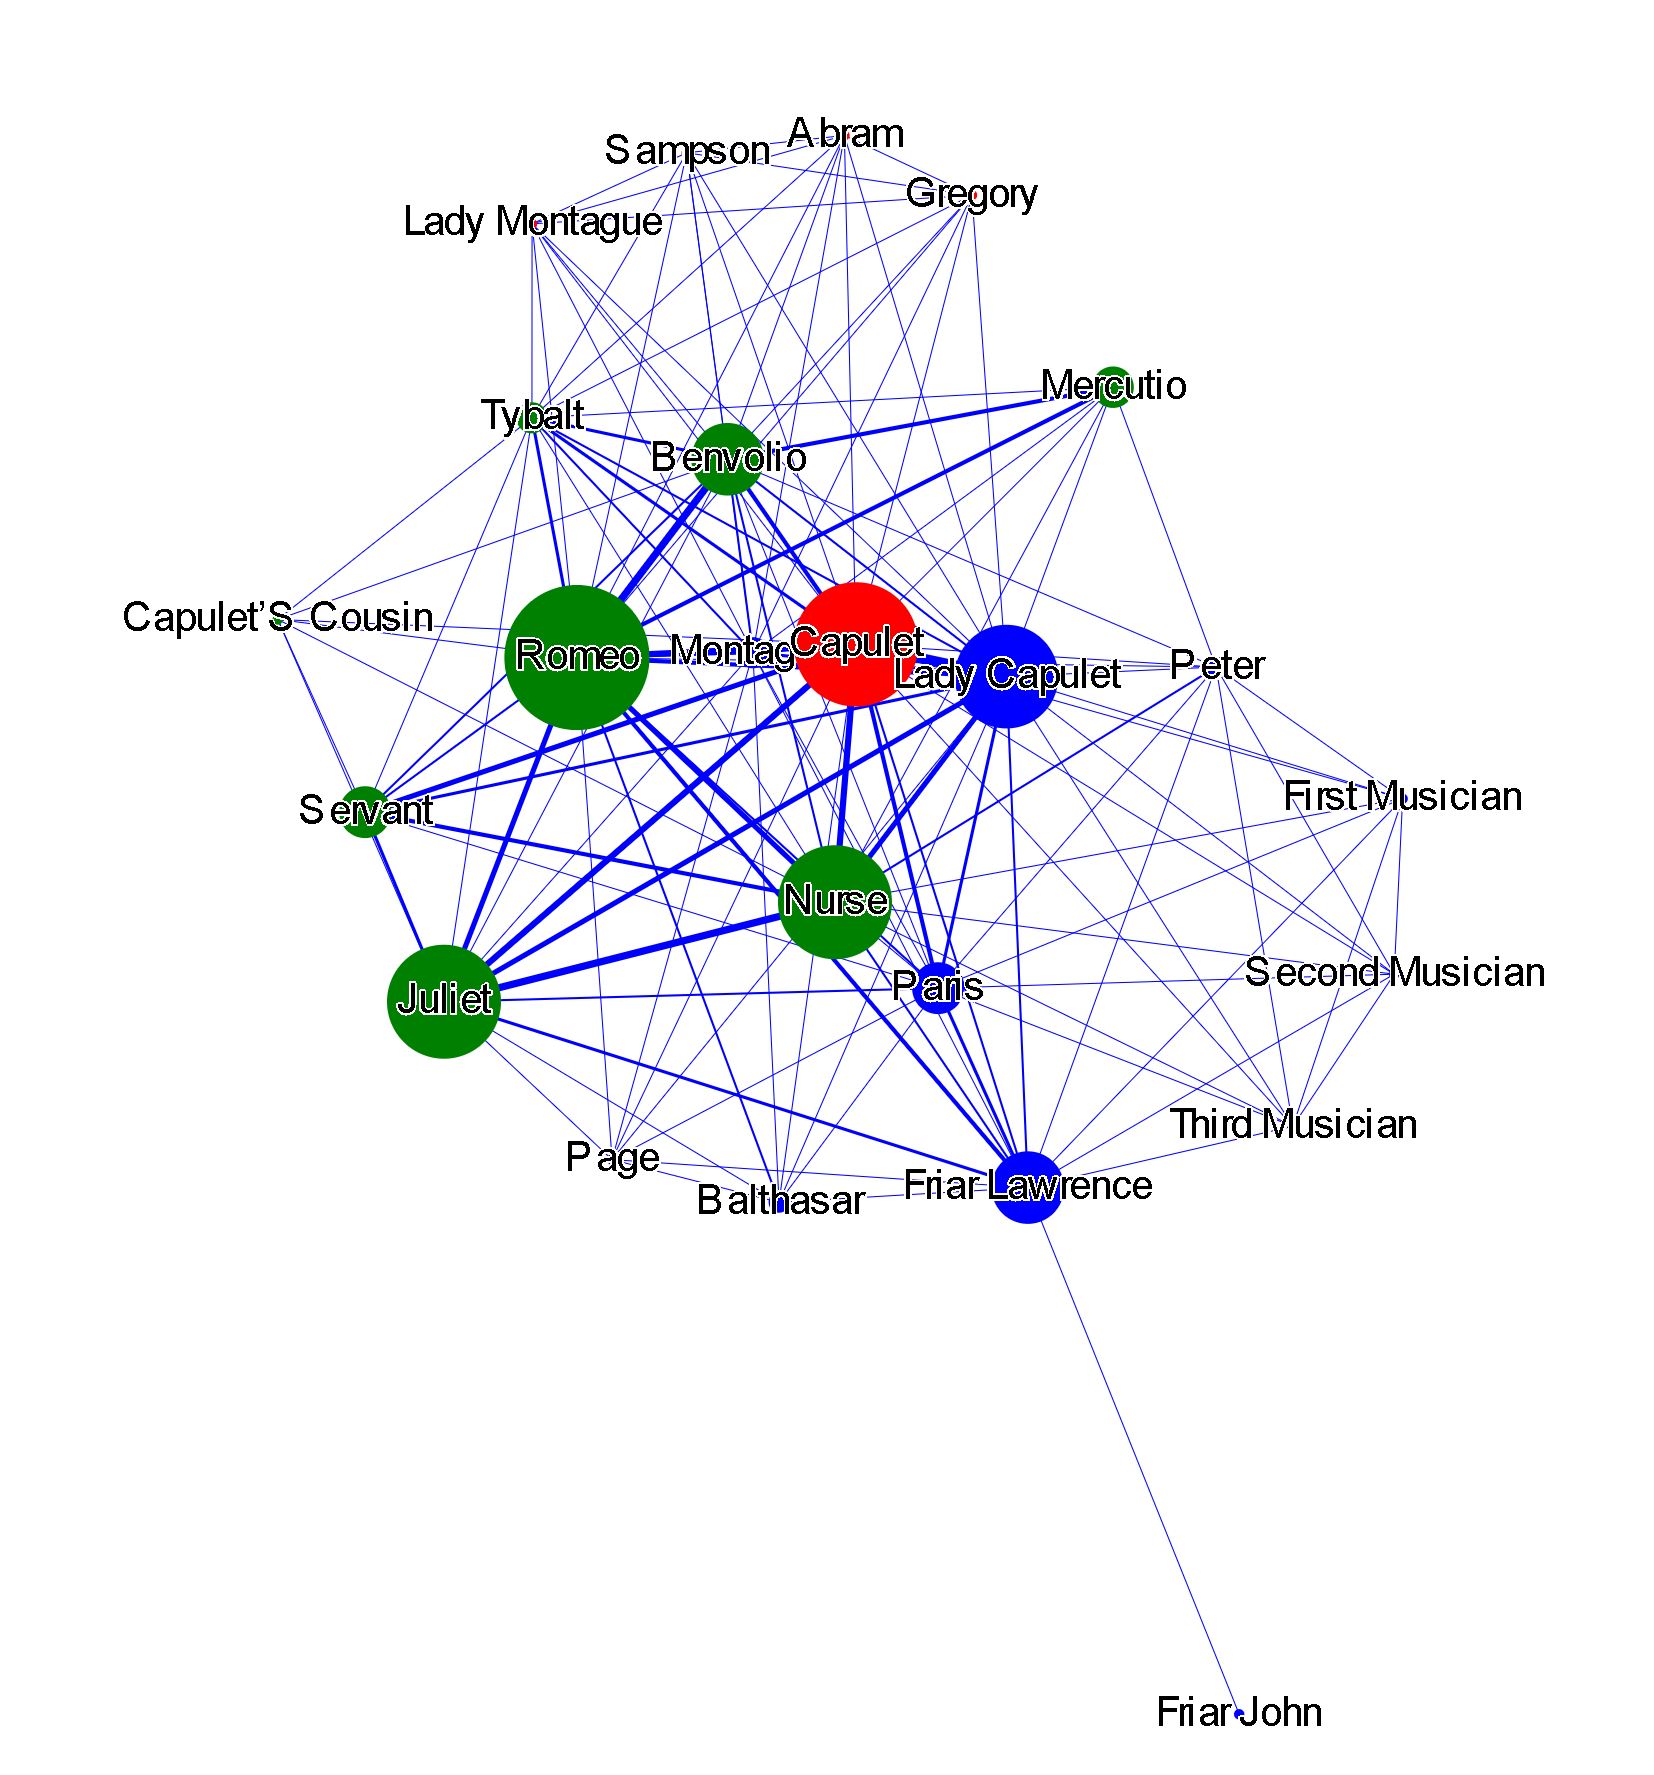 Abram
Sampson
Gregory
Lady Montague
Mercutio
Tybalt
Benvolio
Capulet'S Cousin
Romeo
Montag
Capulet
Lady Capulet
Peter
First Musician
Servant
Nurse
Second Musician
Paris
Juliet
Third Musician
Page
Balthasar
Friar Lawrence
Friar John